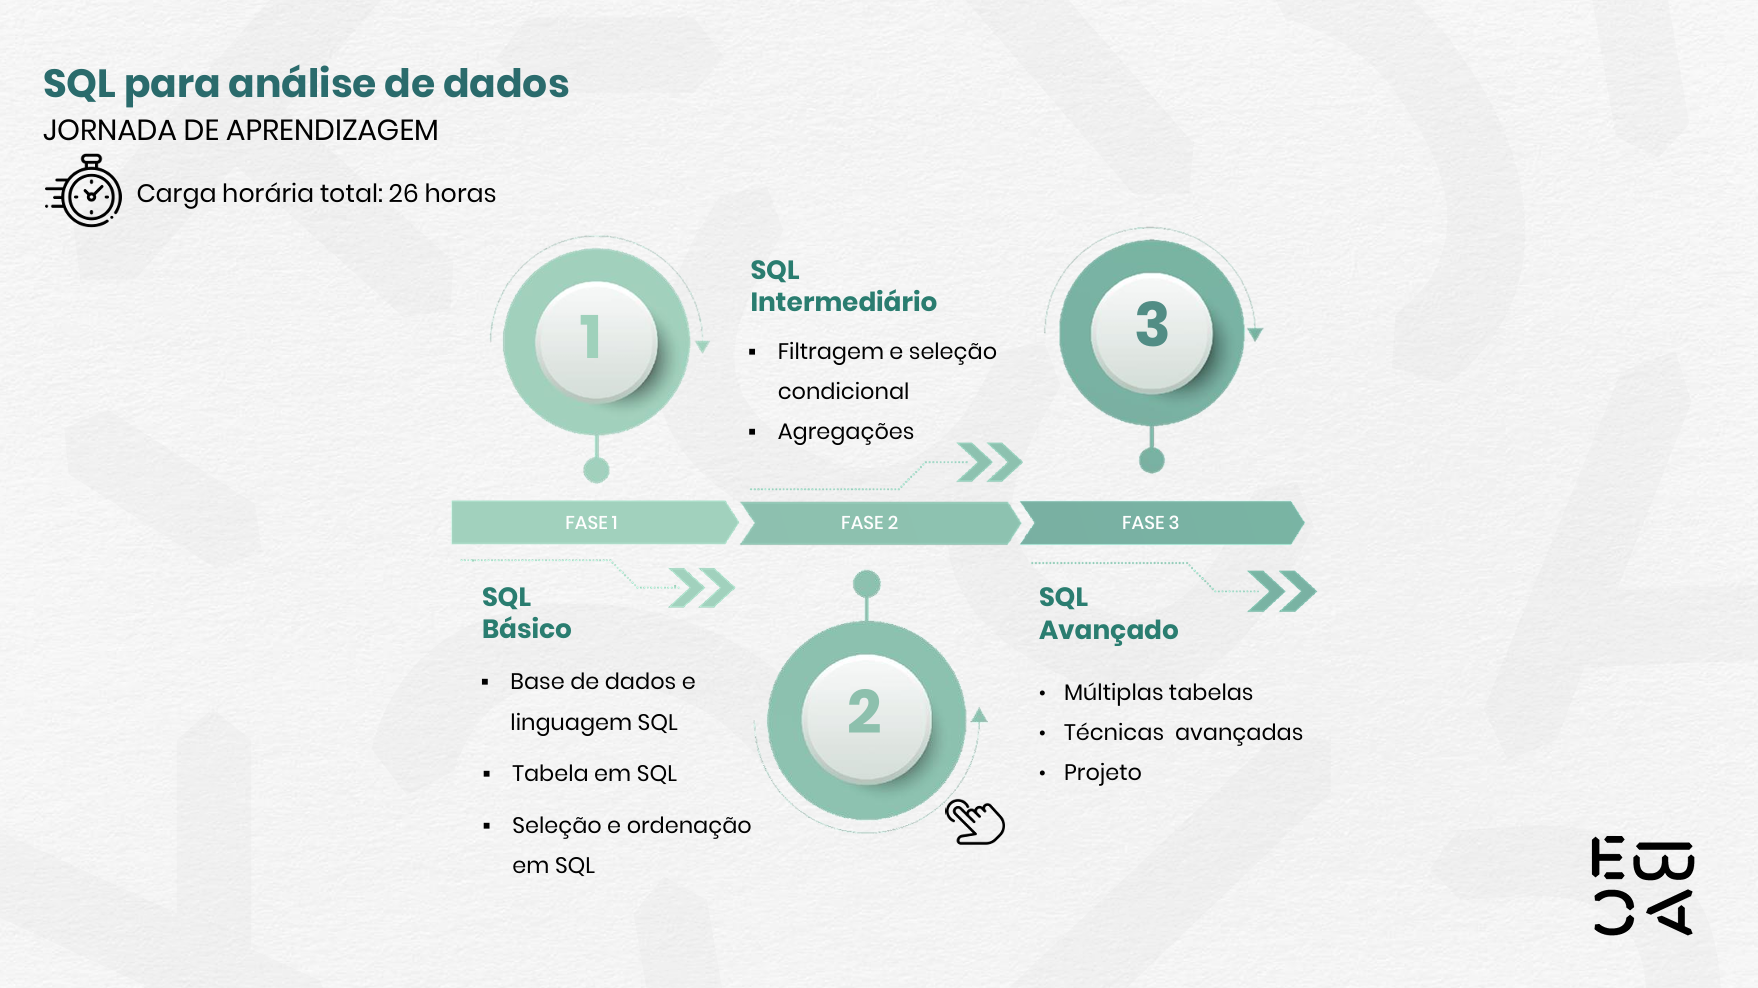 SQL para análise de dados
JORNADA DE APRENDIZAGEM
Carga horária total: 26 horas
1
SQL
Intermediário
▪ Filtragem e seleção
condicional
▪ Agregações
3
FASE 1
FASE 2
FASE 3
SQL
Básico
▪ Base de dados e
linguagem SQL
▪ Tabela em SQL
▪ Seleção e ordenação
em SQL
2
SQL
Avançado
• Múltiplas tabelas
• Técnicas  avançadas
• Projeto
CE
ABI